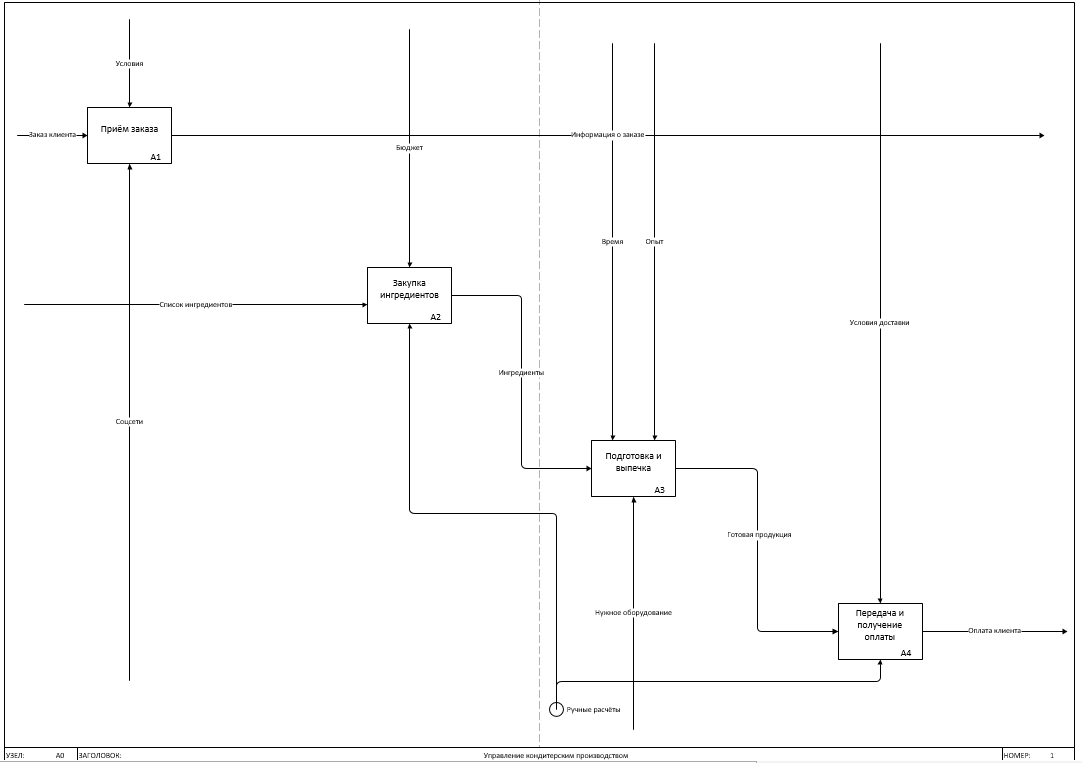 Условия
Заказ клиента
Приём заказа
A1
Информация о заказе
Бюджет
Время
Опыт
Закупка
ингредиентов
A2
Список ингредиентов
Условия доставки
Ингредиенты
Соцсети
Подготовка и
выпечка
A3
Готовая продукция
Нужное оборудование
Передача и
получение
оплаты
A4
Оплата клиента
Ручные расчёты
УЗЕЛ: A0 ЗАГОЛОВОК: Управление кондитерским производством НОМЕР: 1